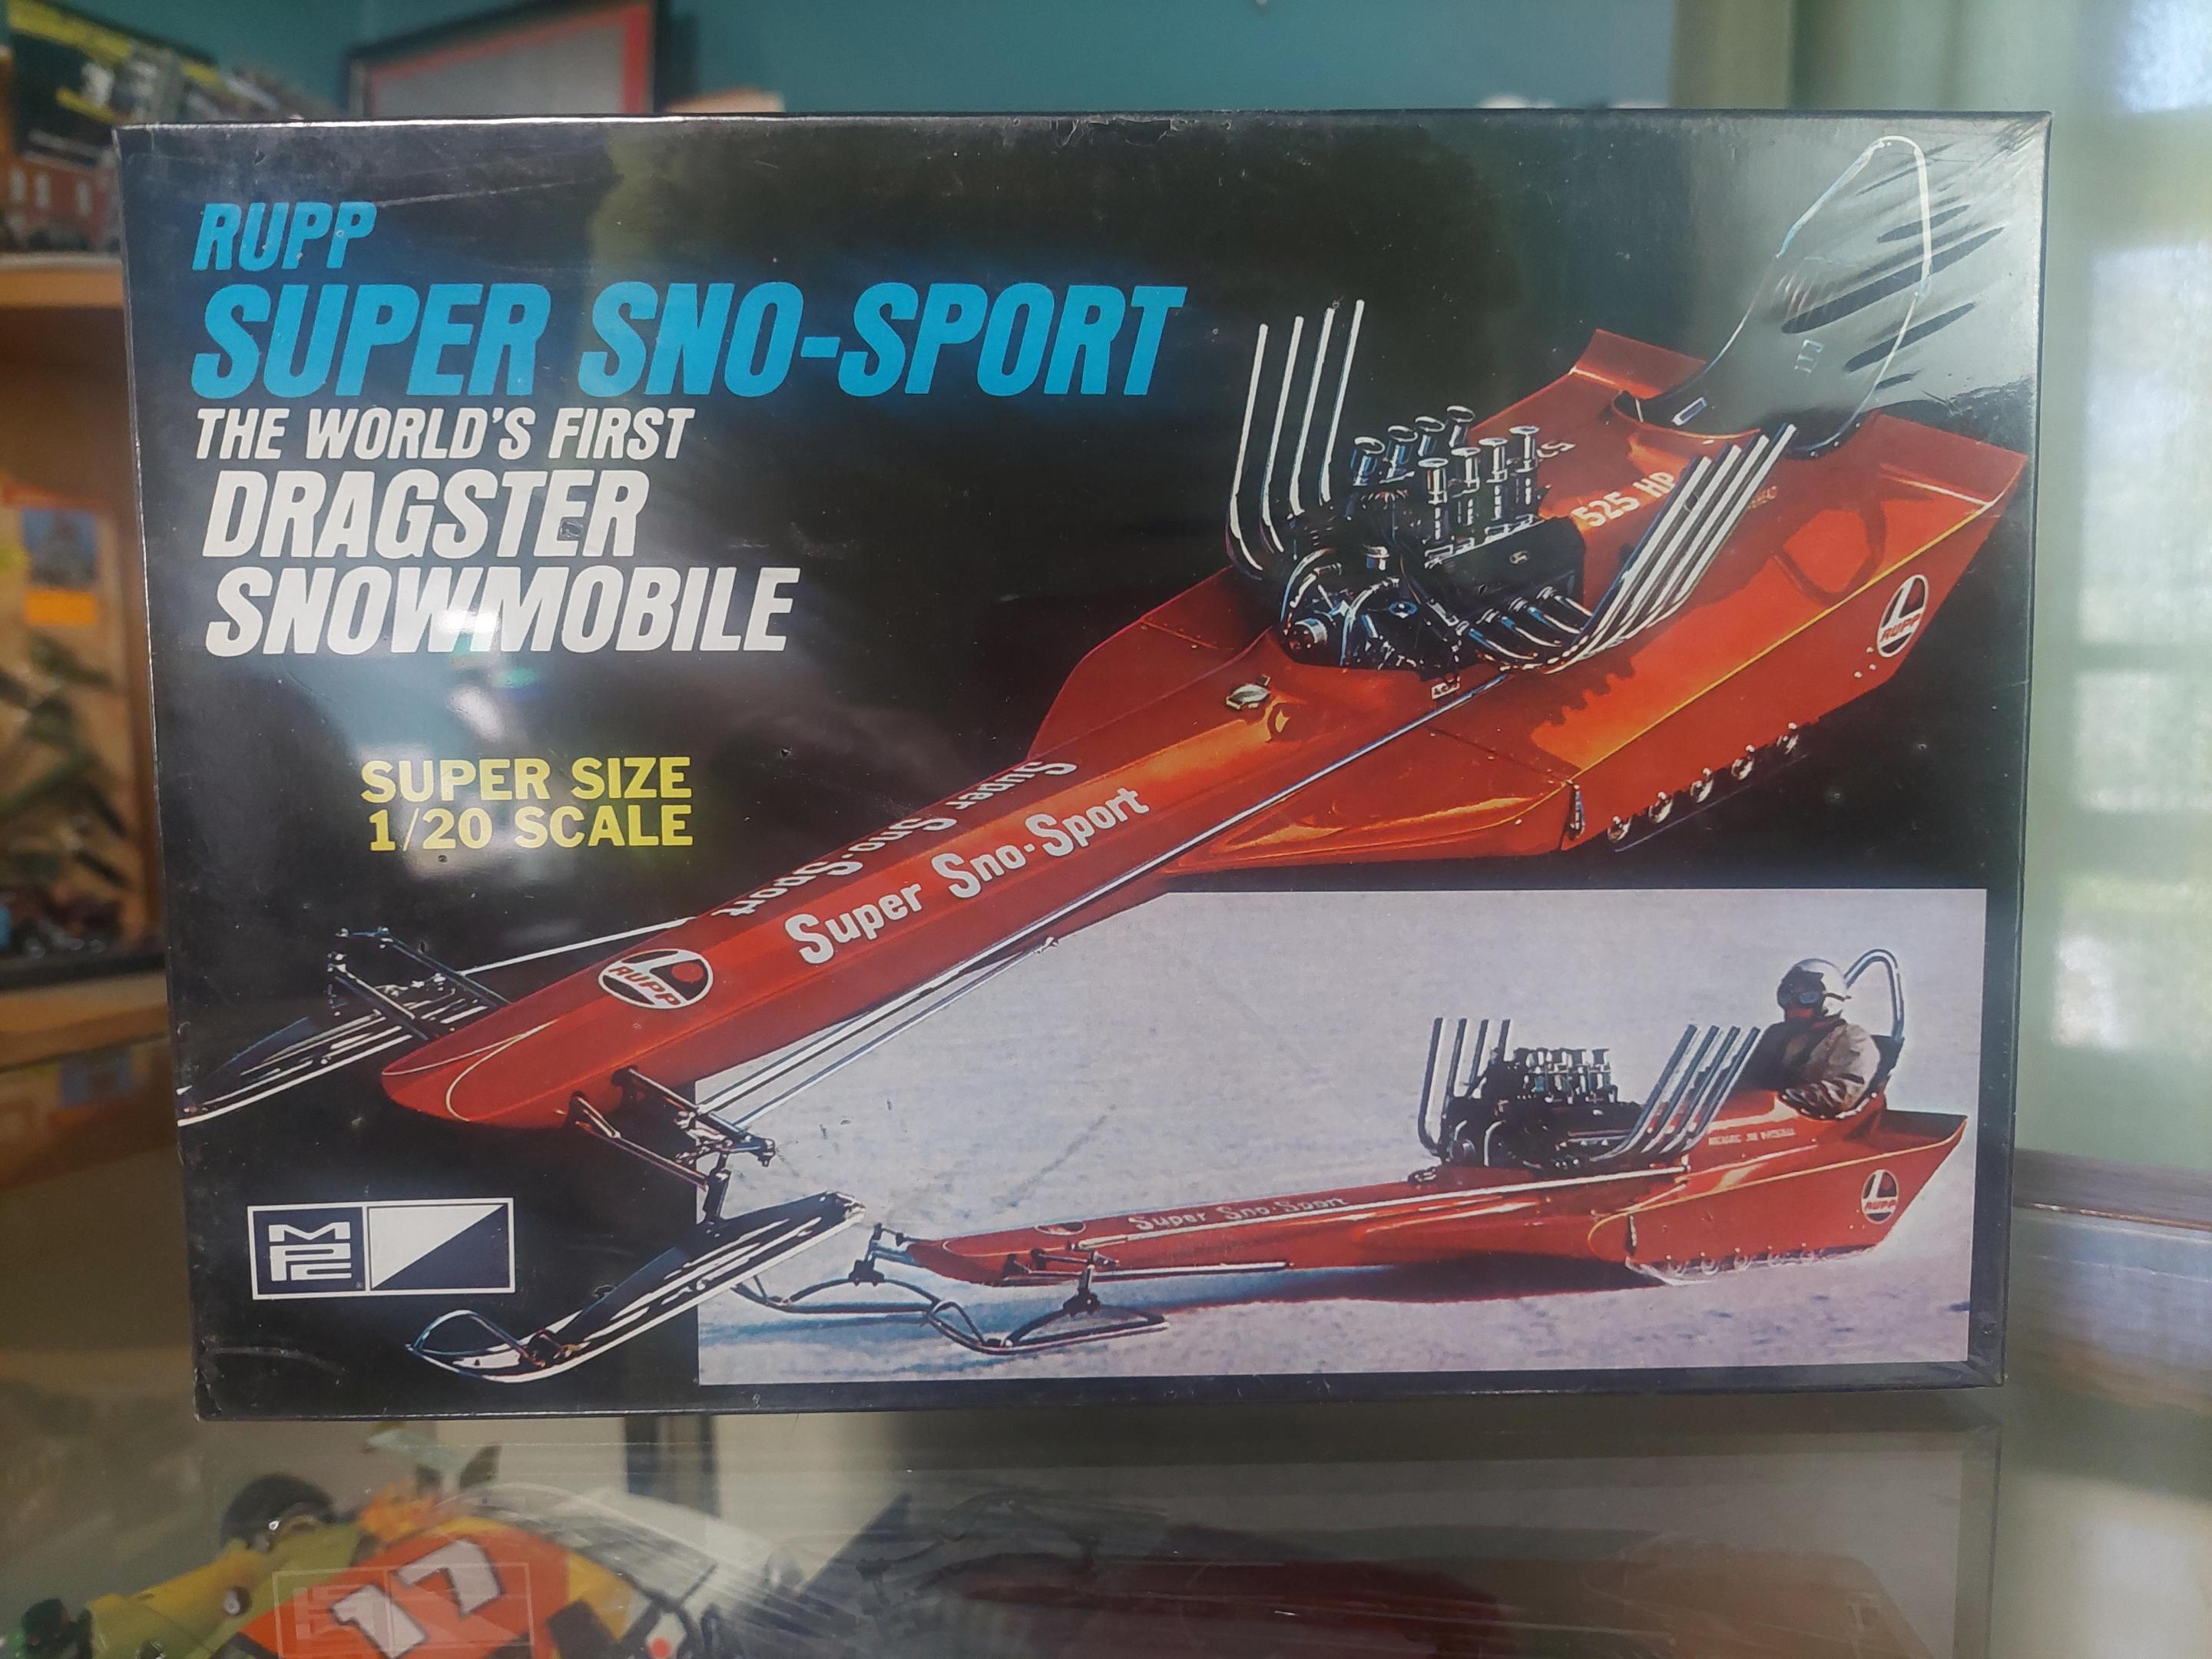 RUPP
SUPER SNO-SPORT
THE WORLD'S FIRST
DRAGSTER
SNOWMOBILE
SUPER SIZE
1/20 SCALE
525 HP
RUPP
Super Sno-Sport
Super Sno-Sport
RUPP
MPC
Super Sno-Sport
RUPP
17